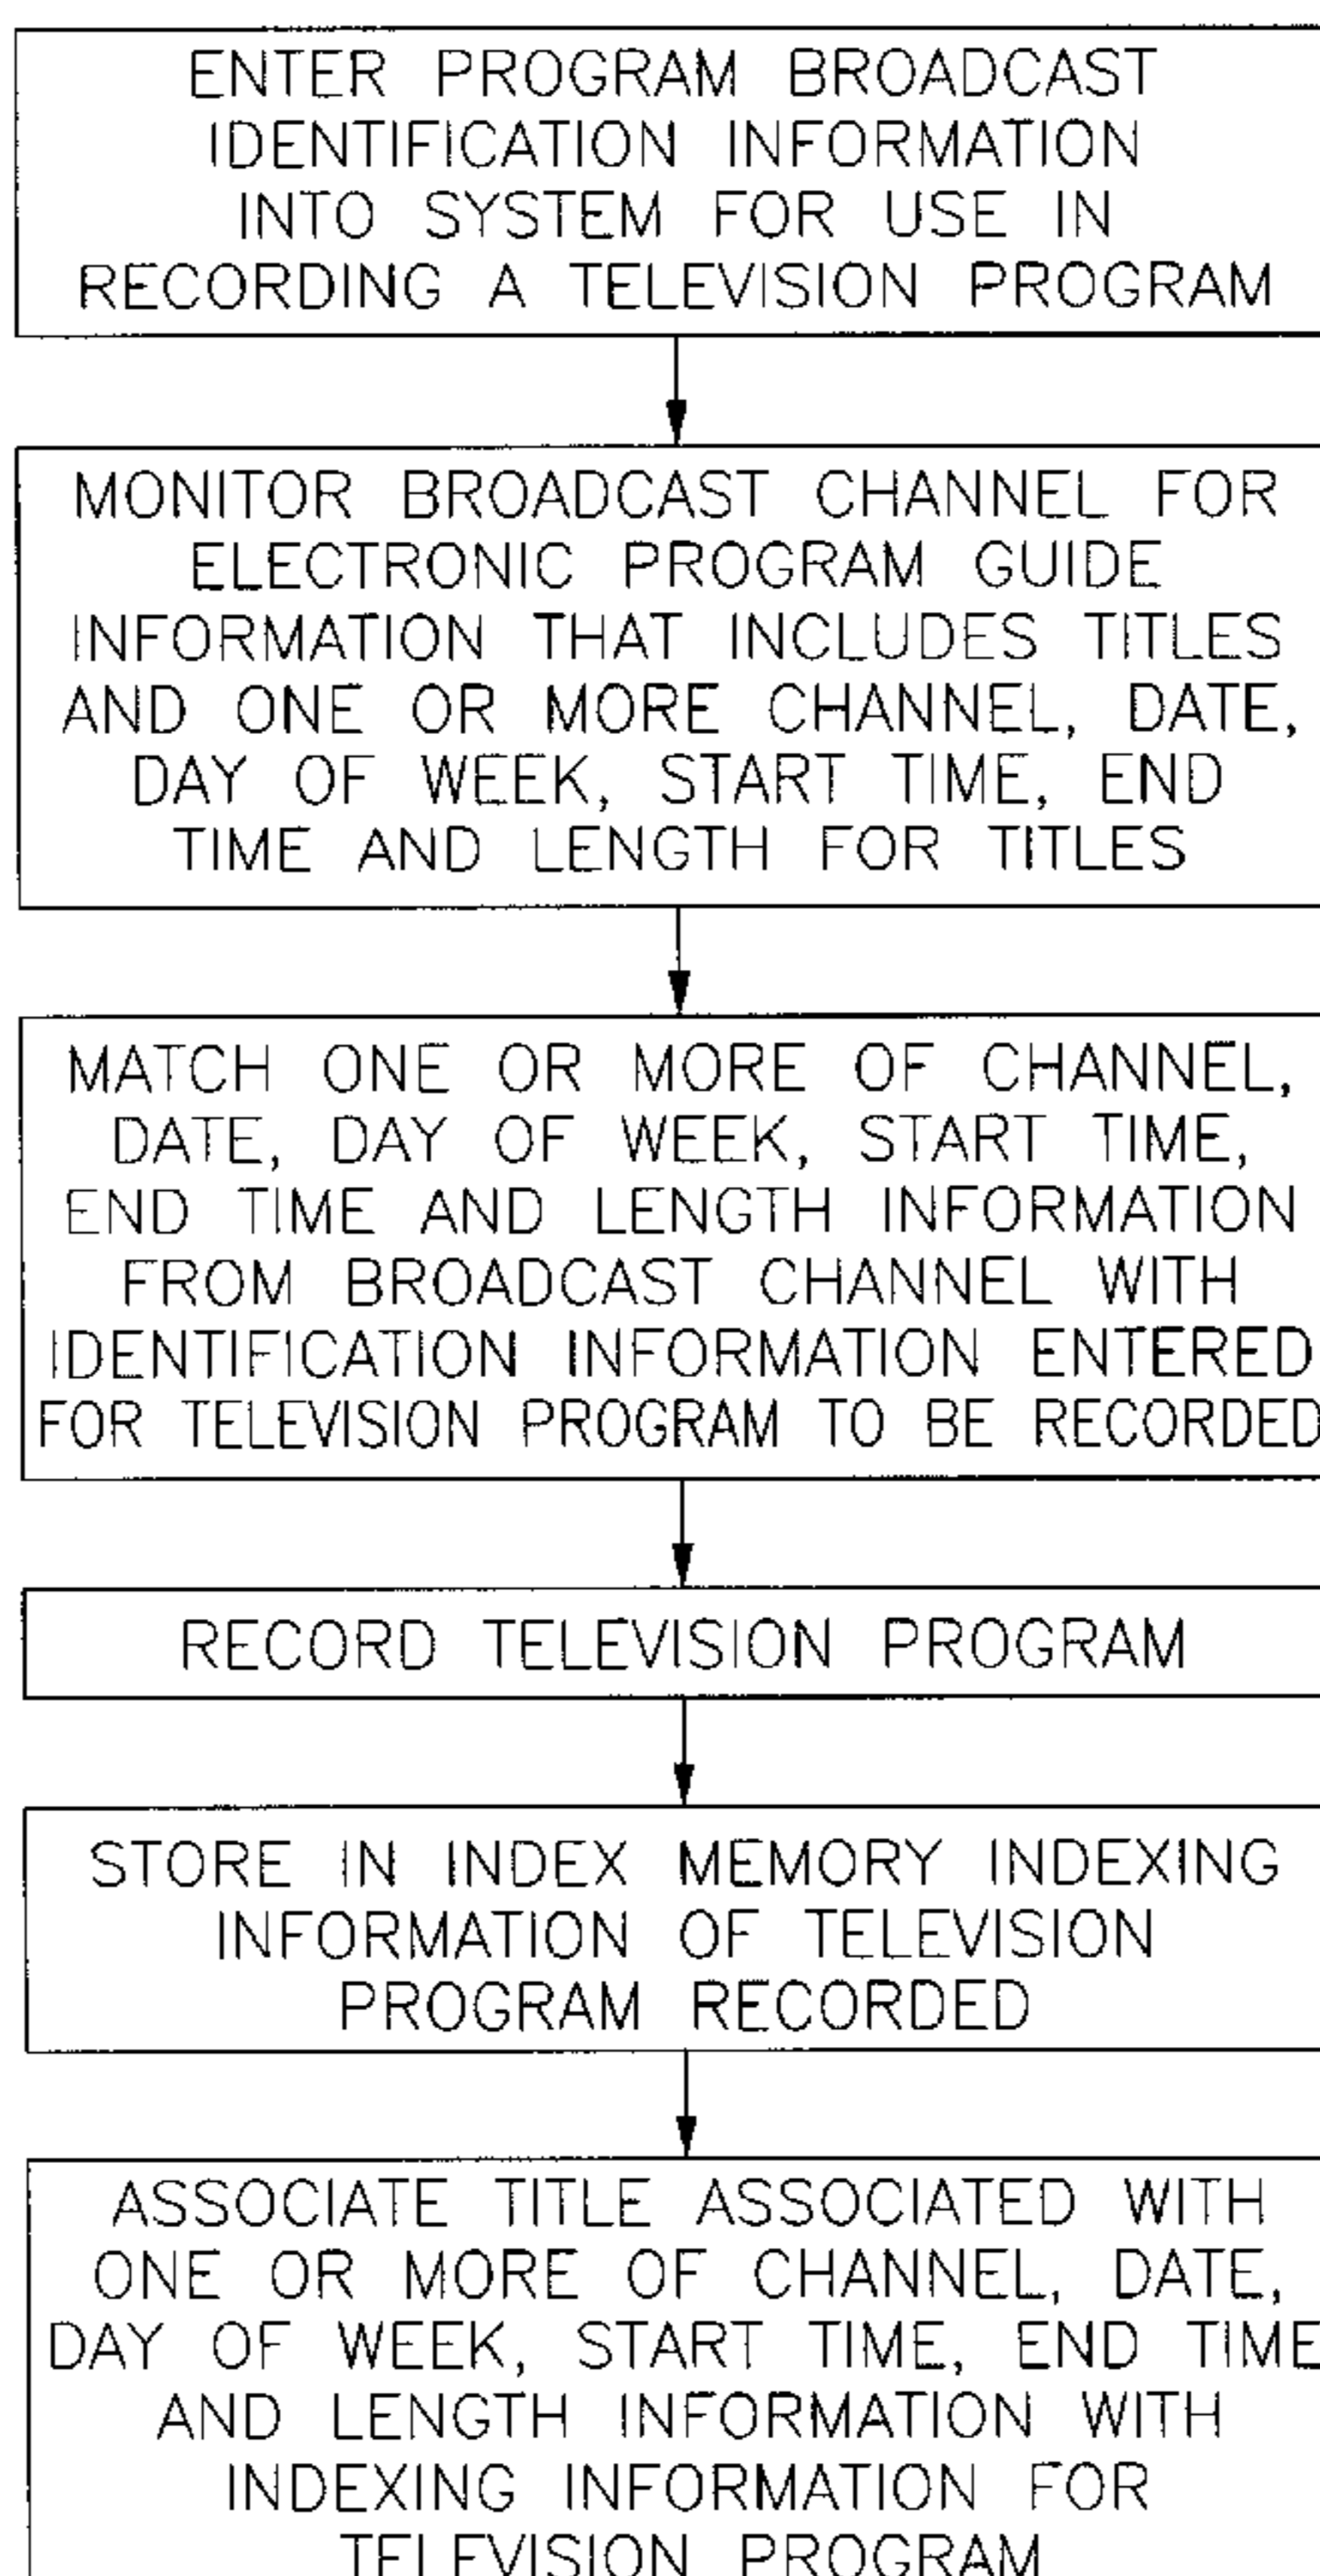 ENTER PROGRAM BROADCAST
IDENTIFICATION INFORMATION
INTO SYSTEM FOR USE IN
RECORDING A TELEVISION PROGRAM
MONITOR BROADCAST CHANNEL FOR
ELECTRONIC PROGRAM GUIDE
INFORMATION THAT INCLUDES TITLES
AND ONE OR MORE CHANNEL, DATE,
DAY OF WEEK, START TIME, END
TIME AND LENGTH FOR TITLES
MATCH ONE OR MORE OF CHANNEL,
DATE, DAY OF WEEK, START TIME,
END TIME AND LENGTH INFORMATION
FROM BROADCAST CHANNEL WITH
IDENTIFICATION INFORMATION ENTERED
FOR TELEVISION PROGRAM TO BE RECORDED
RECORD TELEVISION PROGRAM
STORE IN INDEX MEMORY INDEXING
INFORMATION OF TELEVISION
PROGRAM RECORDED
ASSOCIATE TITLE ASSOCIATED WITH
ONE OR MORE OF CHANNEL, DATE,
DAY OF WEEK, START TIME, END TIME
AND LENGTH INFORMATION WITH
INDEXING INFORMATION FOR
TELEVISION PROGRAM